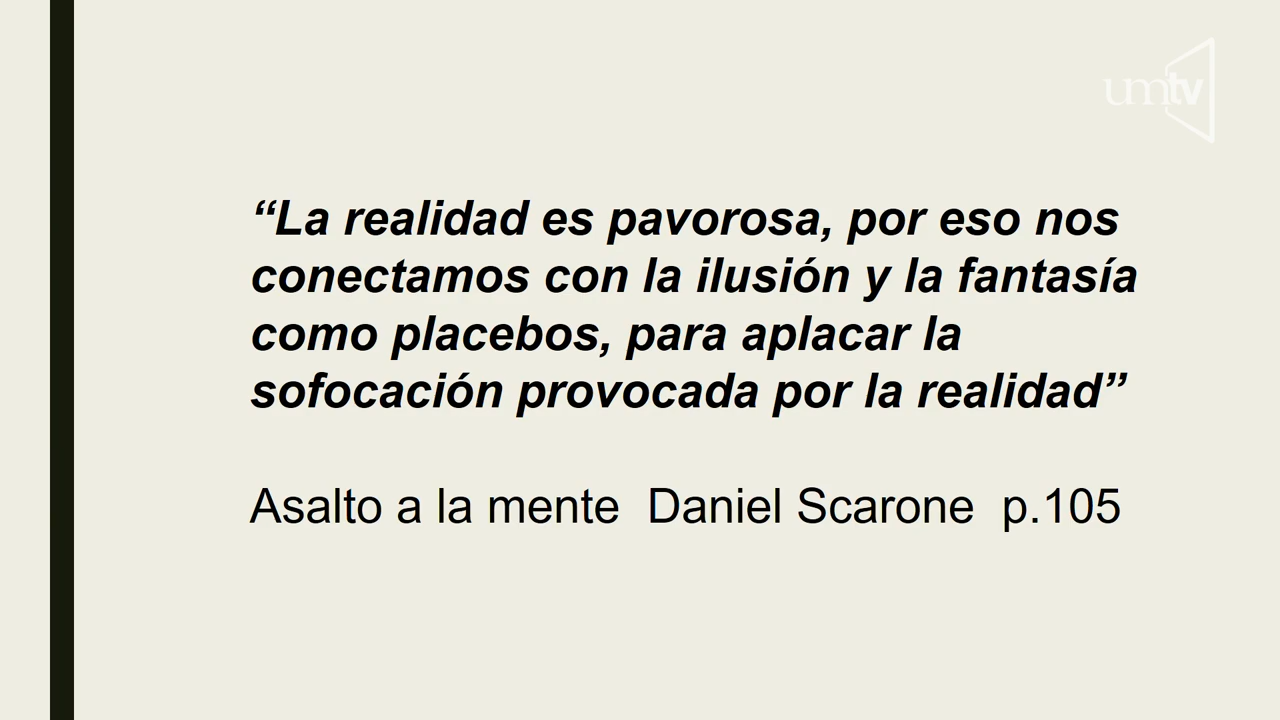 umtv
“La realidad es pavorosa, por eso nos
conectamos con la ilusión y la fantasía
como placebos, para aplacar la
sofocación provocada por la realidad”
Asalto a la mente  Daniel Scarone  p.105